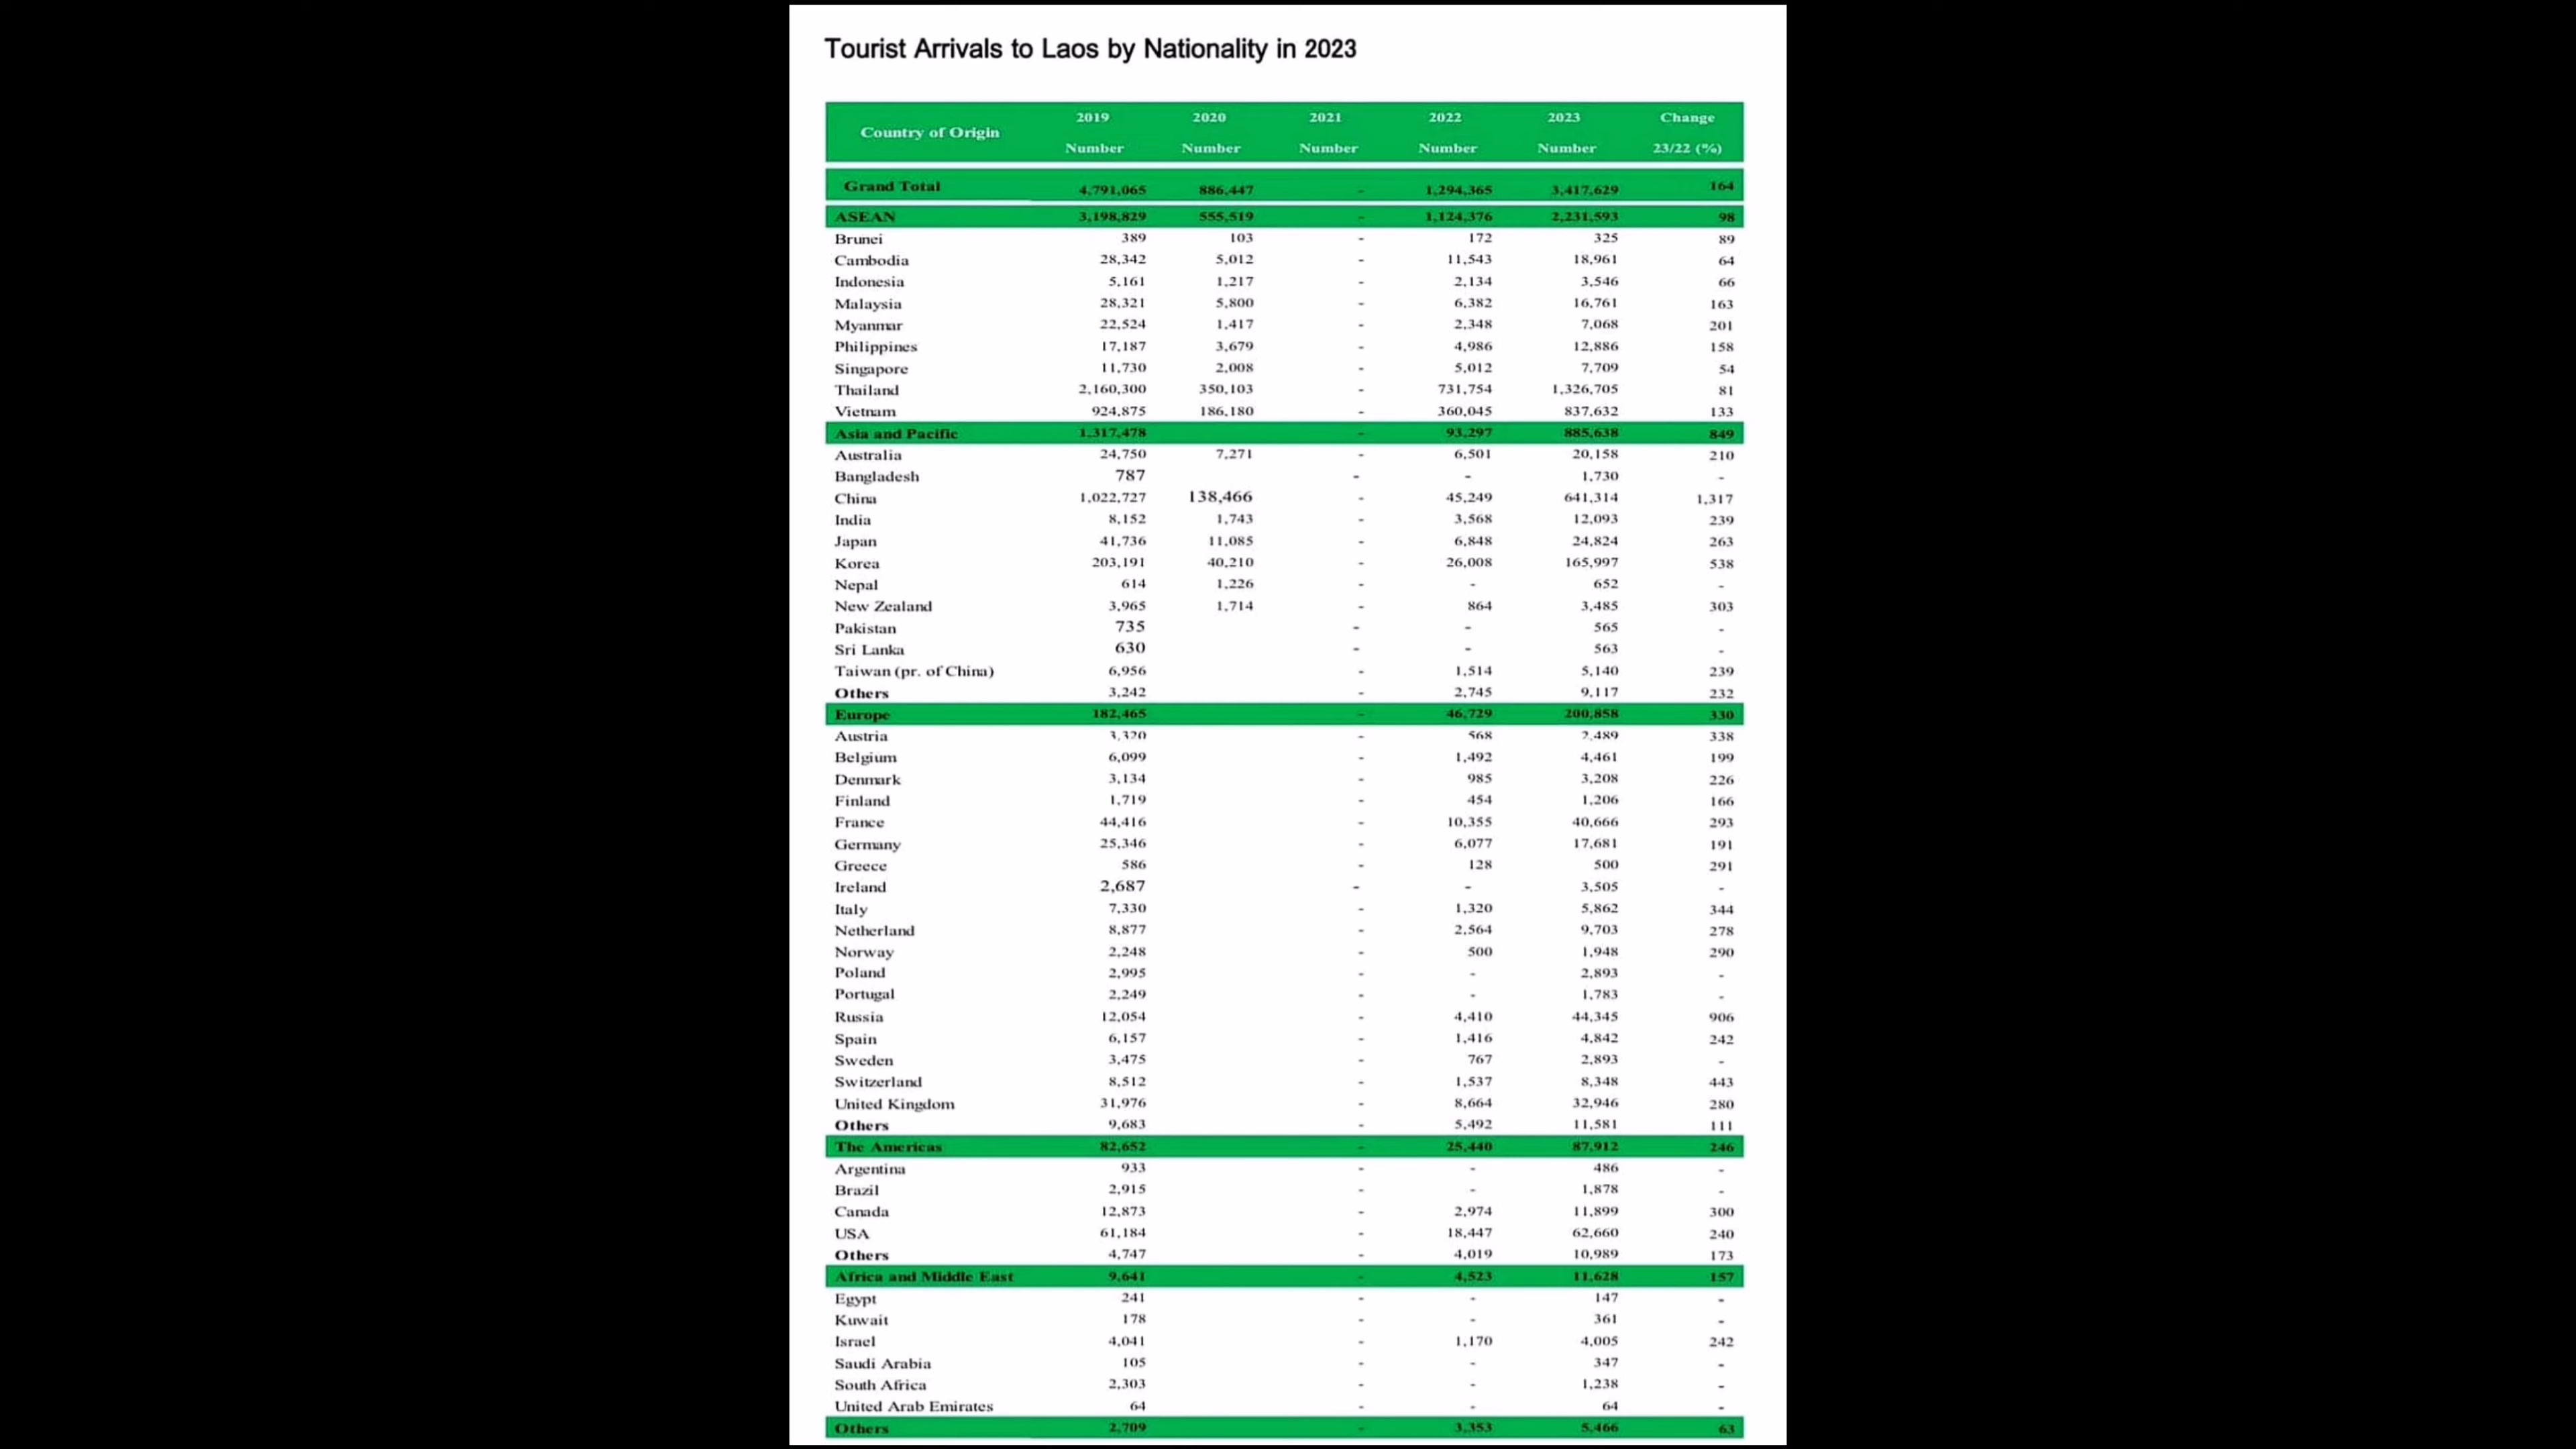 Tourist Arrivals to Laos by Nationality in 2023
Country of Origin 2019 Number 2020 Number 2021 Number 2022 Number 2023 Number Change 23/22 (%)
Grand Total 4,791,065 886,447 - 1,294,365 3,417,629 164
ASEAN 3,198,829 555,519 - 1,124,376 2,231,593 98
Brunei 389 103 - 172 325 89
Cambodia 28,342 5,012 - 11,543 18,961 64
Indonesia 5,161 1,217 - 2,134 3,546 66
Malaysia 28,321 5,800 - 6,382 16,761 163
Myanmar 22,524 1,417 - 2,348 7,068 201
Philippines 17,187 3,679 - 4,986 12,886 158
Singapore 11,730 2,008 - 5,012 7,709 54
Thailand 2,160,300 350,103 - 731,754 1,326,705 81
Vietnam 924,875 186,180 - 360,045 837,632 133
Asia and Pacific 1,317,478 - 93,297 885,638 849
Australia 24,750 7,271 - 6,501 20,158 210
Bangladesh 787 - - 1,730 -
China 1,022,727 138,466 - 45,249 641,314 1,317
India 8,152 1,743 - 3,568 12,093 239
Japan 41,736 11,085 - 6,848 24,824 263
Korea 203,191 40,210 - 26,008 165,997 538
Nepal 614 1,226 - - 652 -
New Zealand 3,965 1,714 - 864 3,485 303
Pakistan 735 - - 565 -
Sri Lanka 630 - - 563 -
Taiwan (pr. of China) 6,956 - 1,514 5,140 239
Others 3,242 - 2,745 9,117 232
Europe 182,465 - 46,729 200,858 330
Austria 3,320 - 568 2,489 338
Belgium 6,099 - 1,492 4,461 199
Denmark 3,134 - 985 3,208 226
Finland 1,719 - 454 1,206 166
France 44,416 - 10,355 40,666 293
Germany 25,346 - 6,077 17,681 191
Greece 586 - 128 500 291
Ireland 2,687 - - 3,505 -
Italy 7,330 - 1,320 5,862 344
Netherland 8,877 - 2,564 9,703 278
Norway 2,248 - 500 1,948 290
Poland 2,995 - - 2,893 -
Portugal 2,249 - - 1,783 -
Russia 12,054 - 4,410 44,345 906
Spain 6,157 - 1,416 4,842 242
Sweden 3,475 - 767 2,893 -
Switzerland 8,512 - 1,537 8,348 443
United Kingdom 31,976 - 8,664 32,946 280
Others 9,683 - 5,492 11,581 111
The Americas 82,652 - 25,440 87,912 246
Argentina 933 - - 486 -
Brazil 2,915 - - 1,878 -
Canada 12,873 - 2,974 11,899 300
USA 61,184 - 18,447 62,660 240
Others 4,747 - 4,019 10,989 173
Africa and Middle East 9,641 - 4,523 11,628 157
Egypt 241 - - 147 -
Kuwait 178 - - 361 -
Israel 4,041 - 1,170 4,005 242
Saudi Arabia 105 - - 347 -
South Africa 2,303 - - 1,238 -
United Arab Emirates 64 - - 64 -
Others 2,709 - 3,353 5,466 63